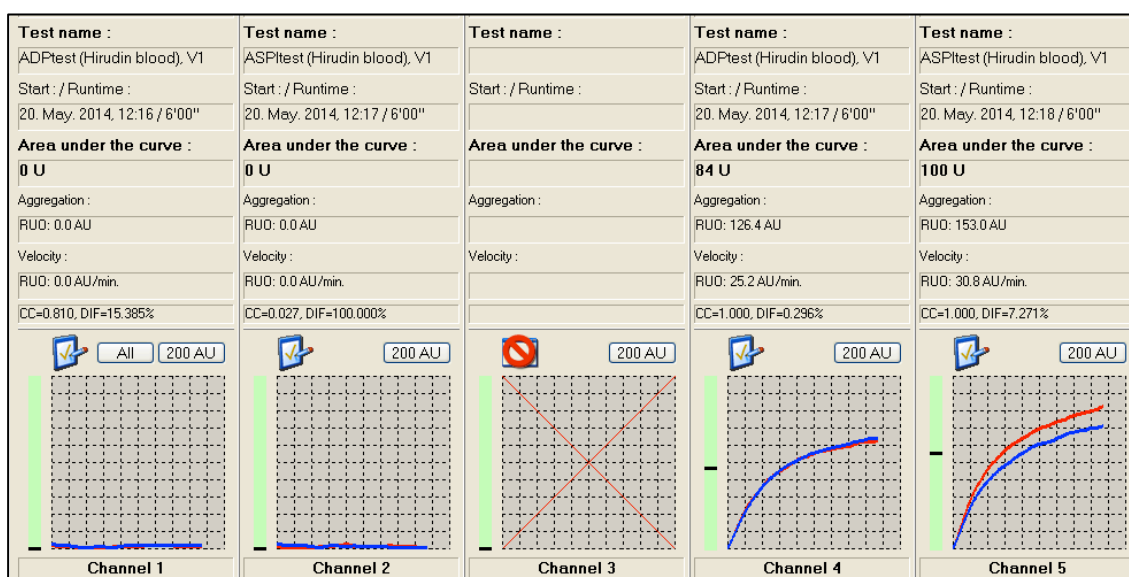 Test name :
ADPtest (Hirudin blood), V1
Start : / Runtime :
20. May. 2014, 12:16 / 6'00"
Area under the curve :
0 U
Aggregation :
RUO: 0.0 AU
Velocity :
RUO: 0.0 AU/min.
CC=0.810, DIF=15.385%
All
200 AU
Channel 1
Test name :
ASPItest (Hirudin blood), V1
Start : / Runtime :
20. May. 2014, 12:17 / 6'00"
Area under the curve :
0 U
Aggregation :
RUO: 0.0 AU
Velocity :
RUO: 0.0 AU/min.
CC=0.027, DIF=100.000%
200 AU
Channel 2
Test name :
Start : / Runtime :
Area under the curve :
Aggregation :
Velocity :
200 AU
Channel 3
Test name :
ADPtest (Hirudin blood), V1
Start : / Runtime :
20. May. 2014, 12:17 / 6'00"
Area under the curve :
84 U
Aggregation :
RUO: 126.4 AU
Velocity :
RUO: 25.2 AU/min.
CC=1.000, DIF=0.296%
200 AU
Channel 4
Test name :
ASPItest (Hirudin blood), V1
Start : / Runtime :
20. May. 2014, 12:18 / 6'00"
Area under the curve :
100 U
Aggregation :
RUO: 153.0 AU
Velocity :
RUO: 30.8 AU/min.
CC=1.000, DIF=7.271%
200 AU
Channel 5